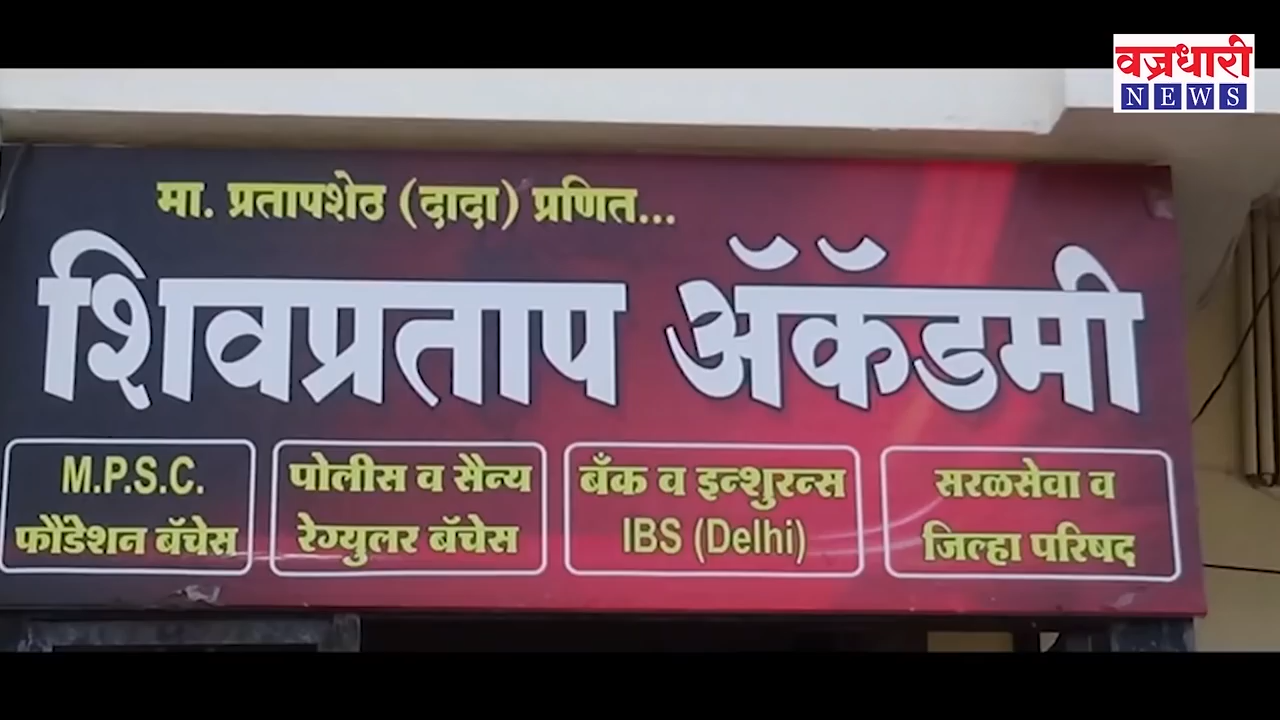 वज्रधारी
NEWS
मा. प्रतापशेठ (दादा) प्रणित...
शिवप्रताप ॲकॅडमी
M.P.S.C.
फौंडेशन बॅचेस
पोलीस व सैन्य
रेग्युलर बॅचेस
बँक व इन्शुरन्स
IBS (Delhi)
सरळसेवा व
जिल्हा परिषद